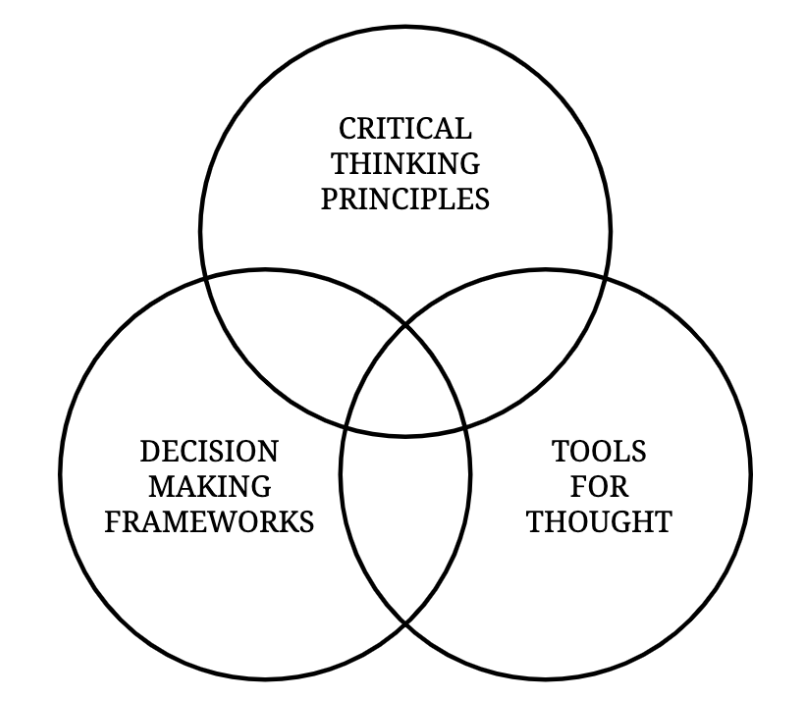 CRITICAL
THINKING
PRINCIPLES
DECISION
MAKING
FRAMEWORKS
TOOLS
FOR
THOUGHT